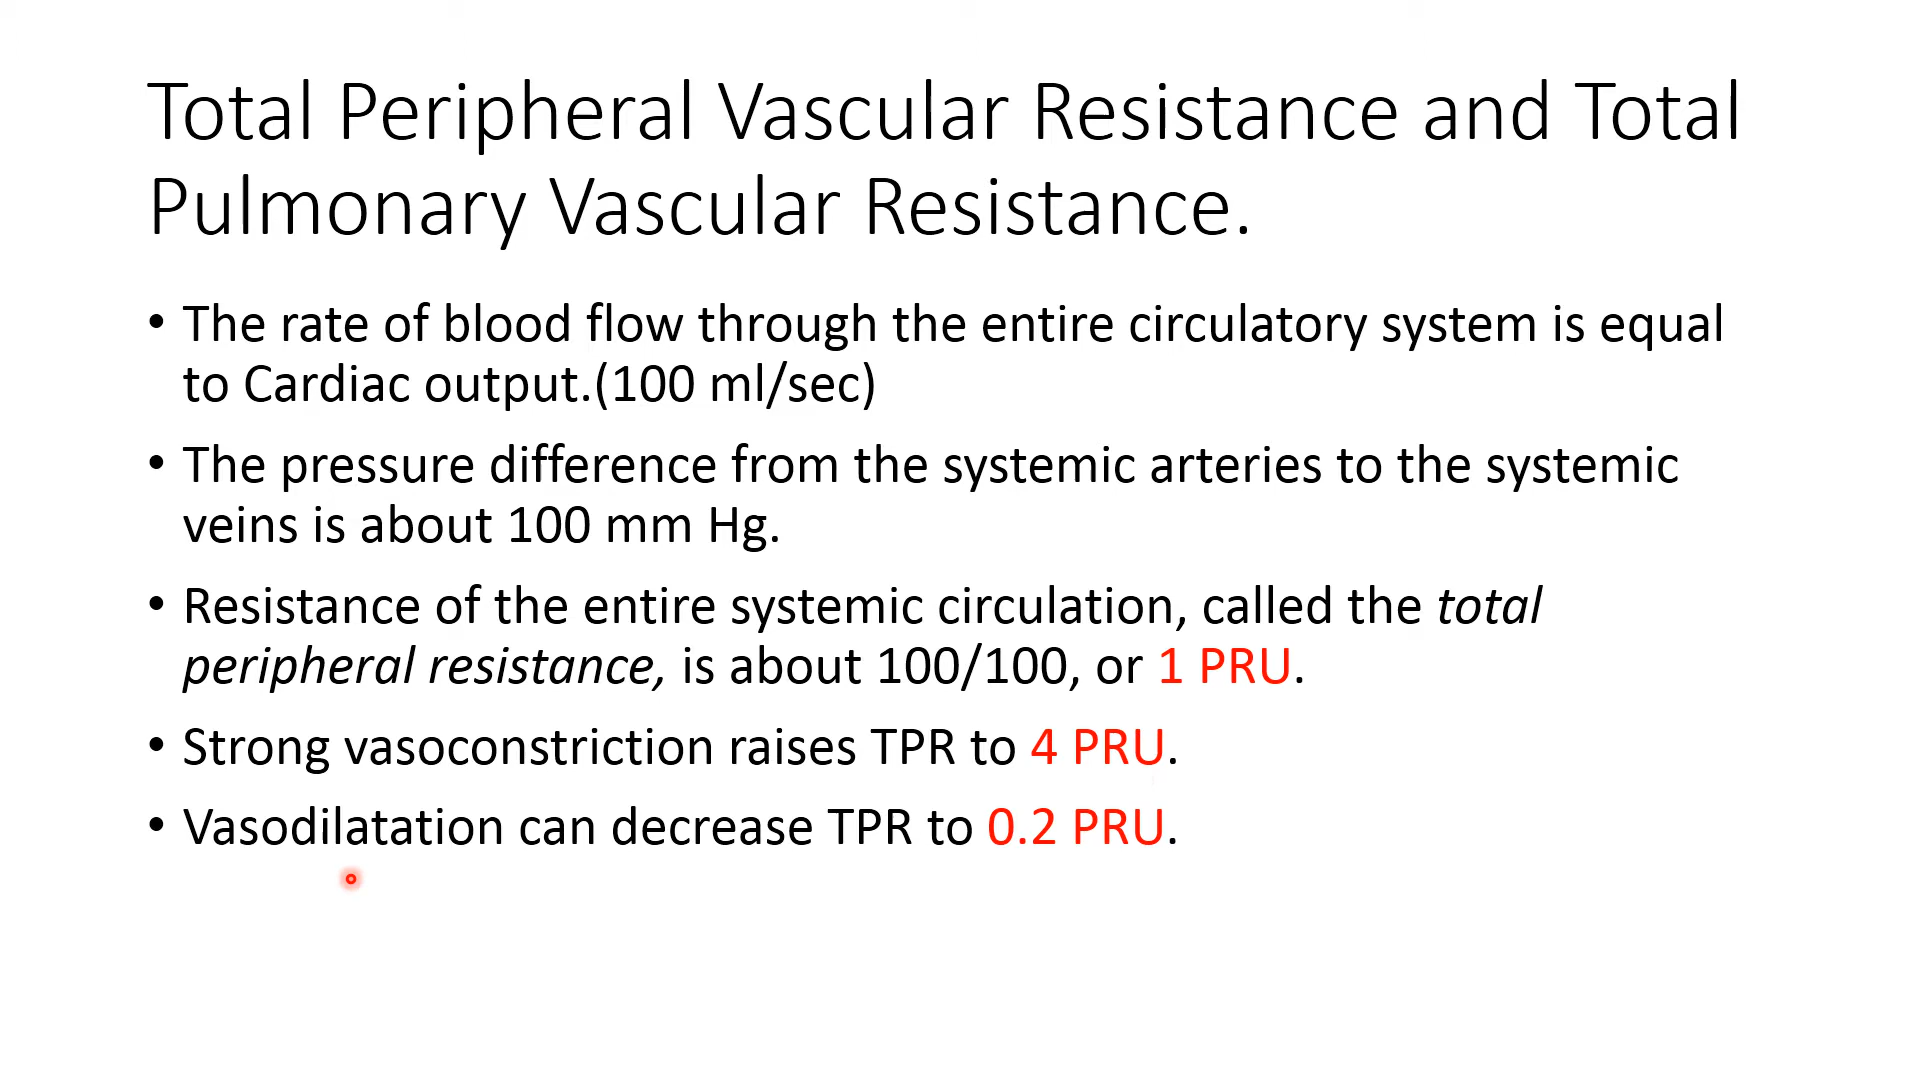 Total Peripheral Vascular Resistance and Total
Pulmonary Vascular Resistance.
• The rate of blood flow through the entire circulatory system is equal
to Cardiac output.(100 ml/sec)
• The pressure difference from the systemic arteries to the systemic
veins is about 100 mm Hg.
• Resistance of the entire systemic circulation, called the total
peripheral resistance, is about 100/100, or 1 PRU.
• Strong vasoconstriction raises TPR to 4 PRU.
• Vasodilatation can decrease TPR to 0.2 PRU.